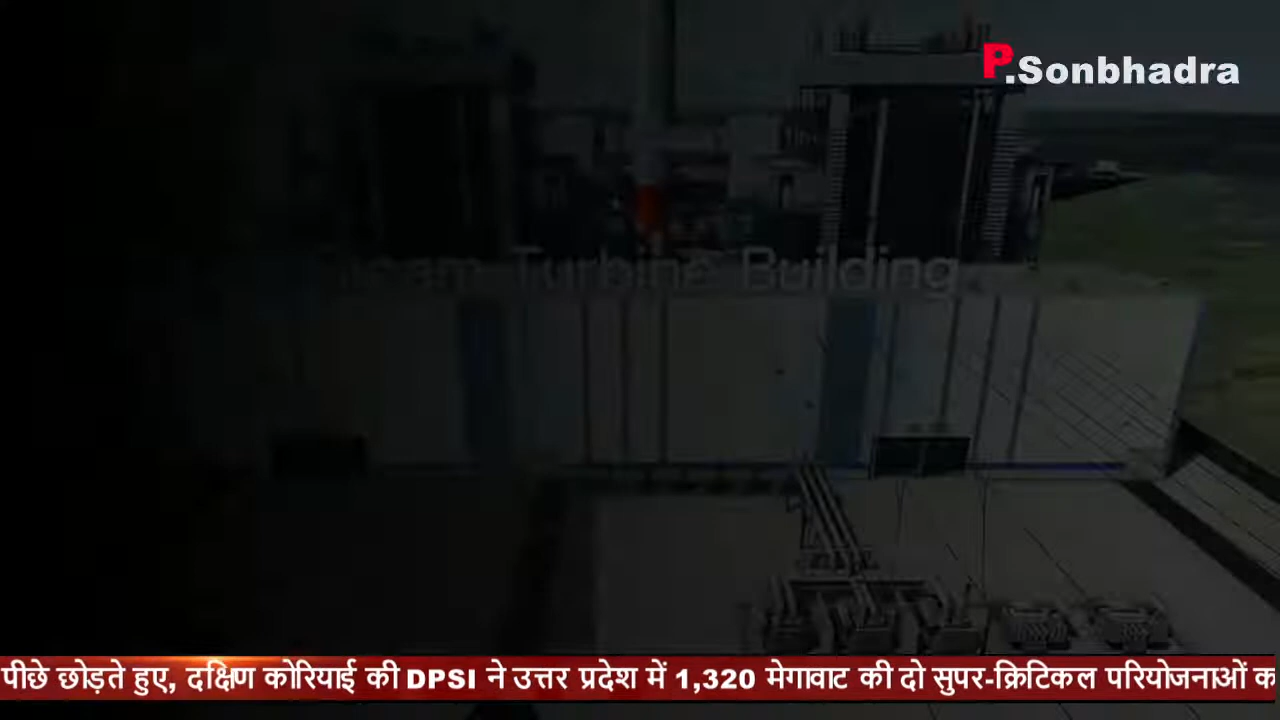 P.Sonbhadra
Steam Turbine Building
पीछे छोड़ते हुए, दक्षिण कोरियाई की DPSI ने उत्तर प्रदेश में 1,320 मेगावाट की दो सुपर-क्रिटिकल परियोजनाओं